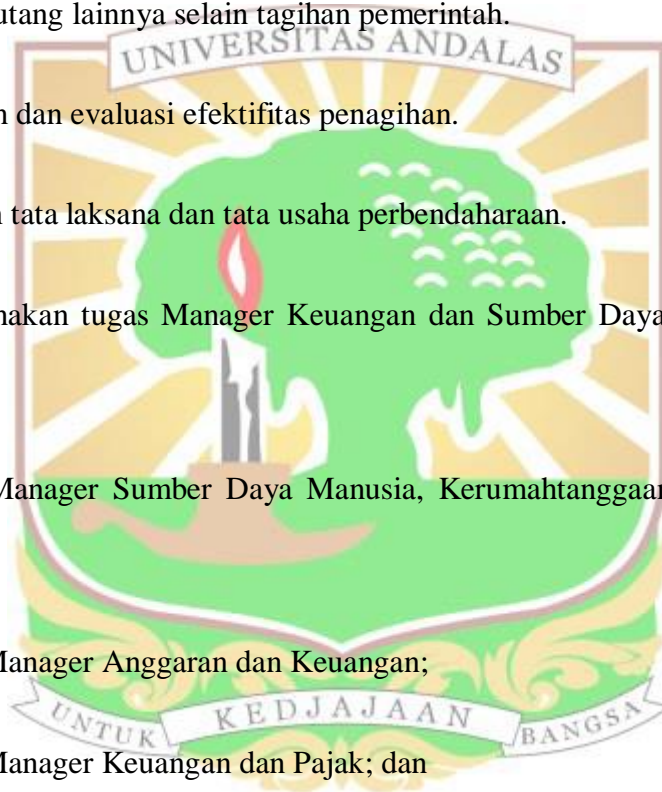 utang lainnya selain tagihan pemerintah.
UNIVERSITAS ANDALAS
dan evaluasi efektifitas penagihan.
tata laksana dan tata usaha perbendaharaan.
nakan tugas Manager Keuangan dan Sumber Daya
Manager Sumber Daya Manusia, Kerumahtanggaan
Manager Anggaran dan Keuangan;
UNTUK KEDJAJAAN BANGSA
Manager Keuangan dan Pajak; dan